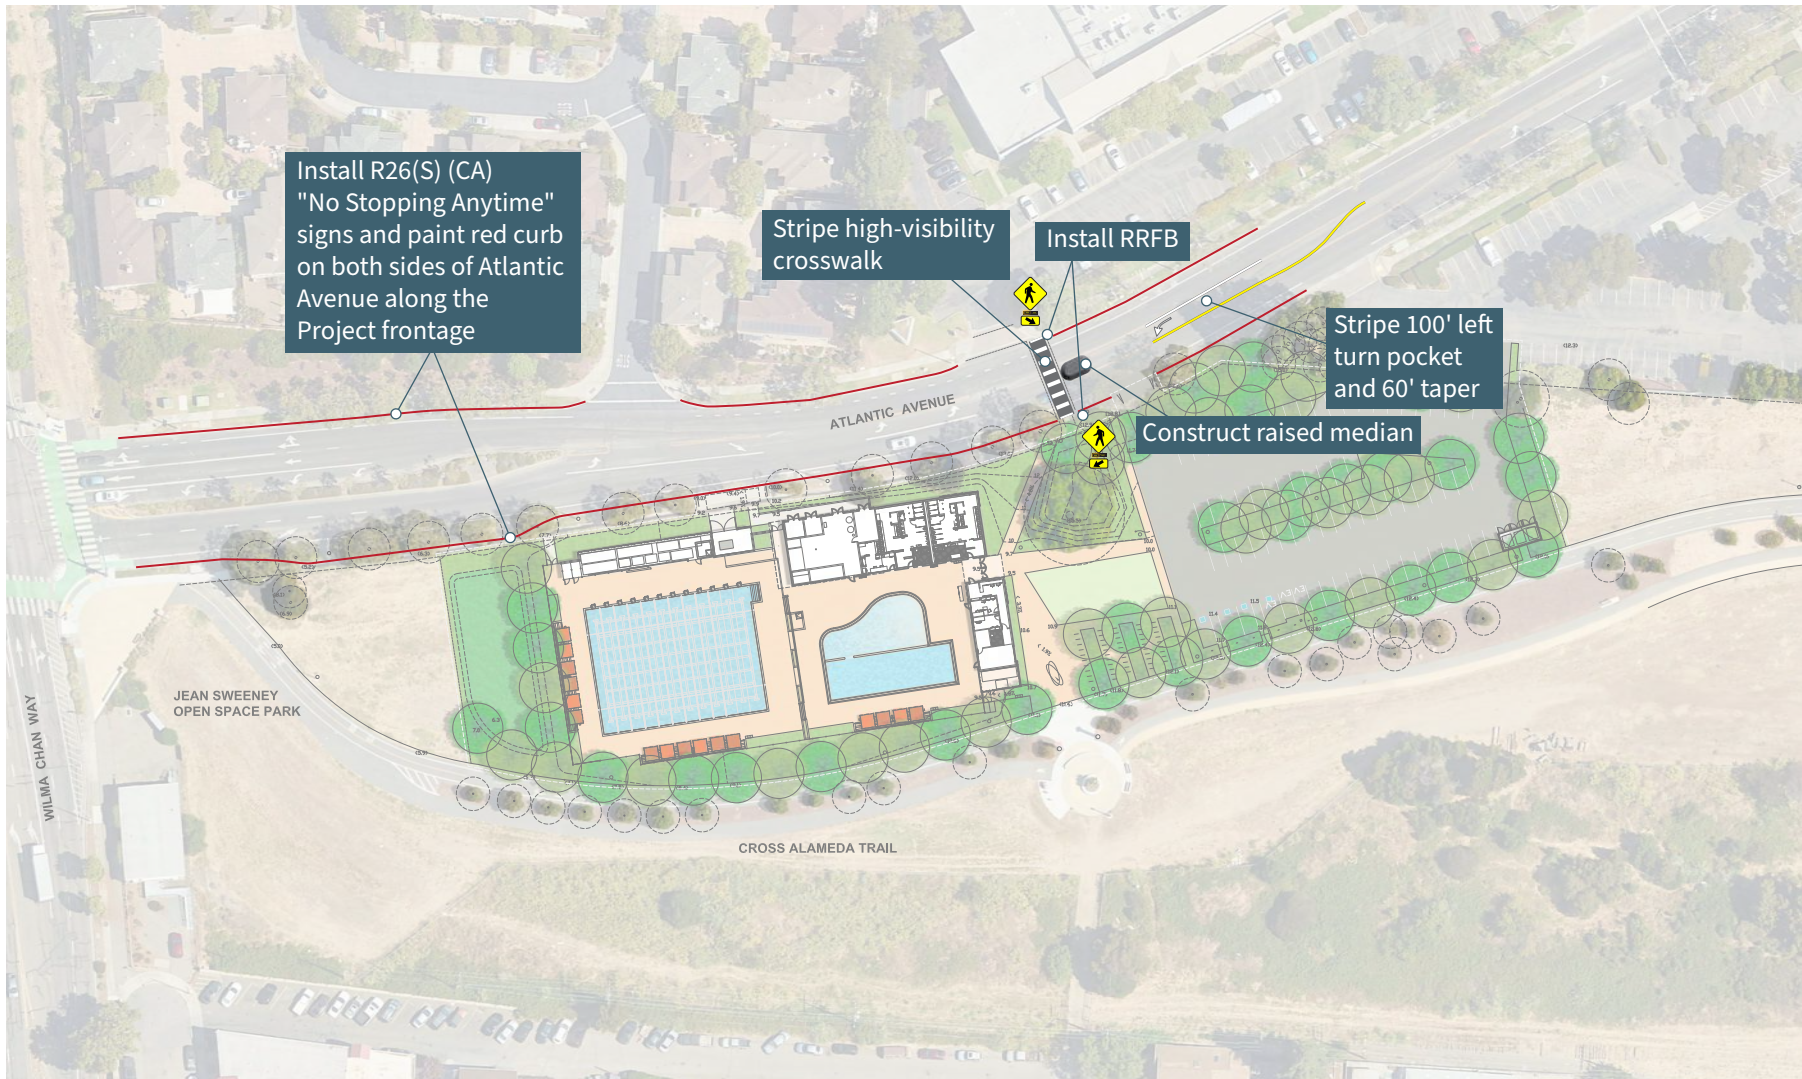 Install R26(S) (CA)
"No Stopping Anytime"
signs and paint red curb
on both sides of Atlantic
Avenue along the
Project frontage
Stripe high-visibility
crosswalk
Install RRFB
Stripe 100' left
turn pocket
and 60' taper
Construct raised median
ATLANTIC AVENUE
JEAN SWEENEY
OPEN SPACE PARK
WILMA CHAN WAY
CROSS ALAMEDA TRAIL